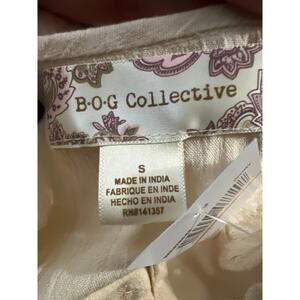 B·O·G Collective
S
MADE IN INDIA
FABRIQUE EN INDE
HECHO EN INDIA
RN#141357